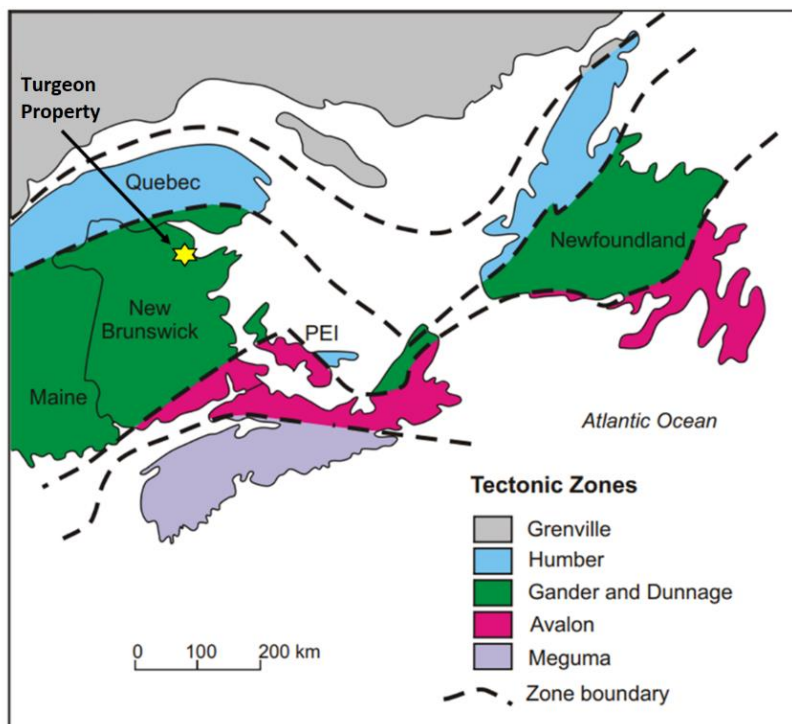 Turgeon
Property
Quebec
Newfoundland
New
Brunswick
PEI
Maine
Atlantic Ocean
Tectonic Zones
Grenville
Humber
Gander and Dunnage
Avalon
Meguma
Zone boundary
0 100 200 km